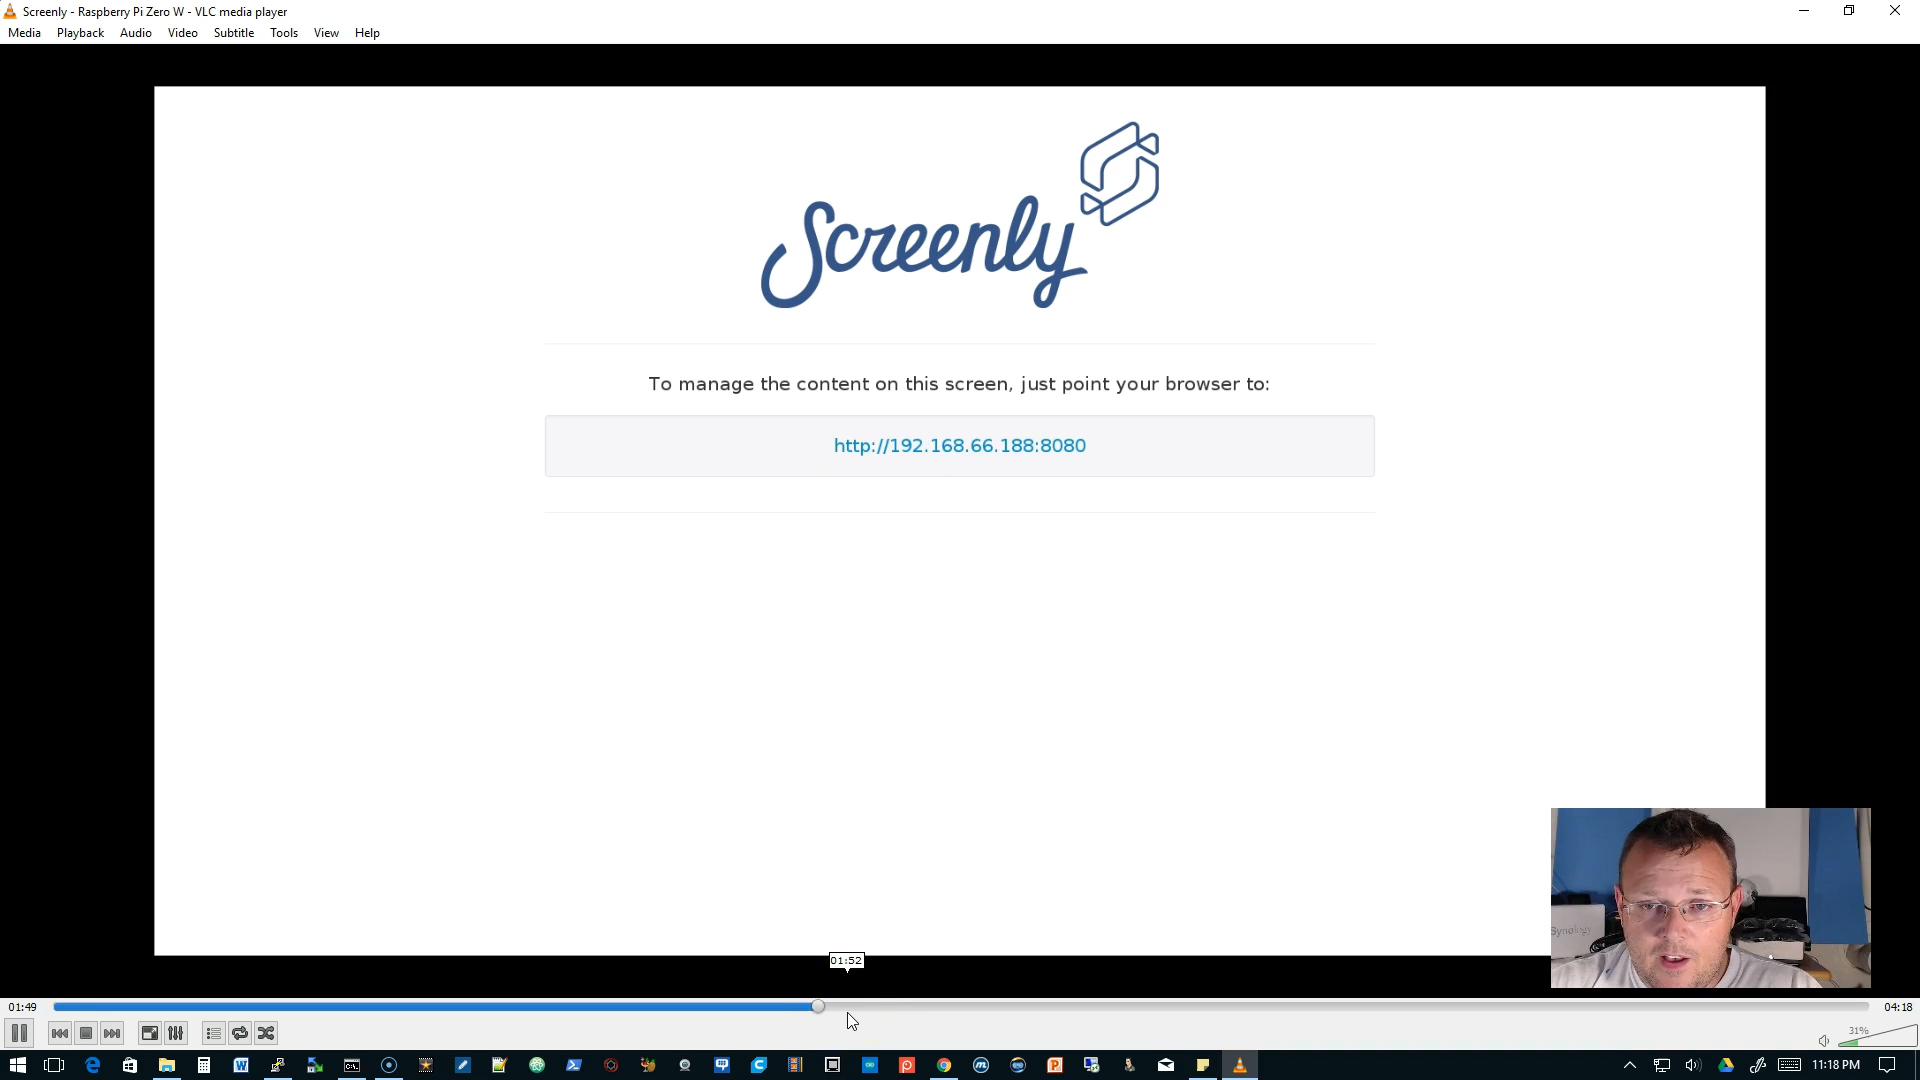 Screenly - Raspberry Pi Zero W - VLC media player
Media Playback Audio Video Subtitle Tools View Help
Screenly
To manage the content on this screen, just point your browser to:
http://192.168.66.188:8080
Synology
01:52
01:49
04:18
31%
11:18 PM